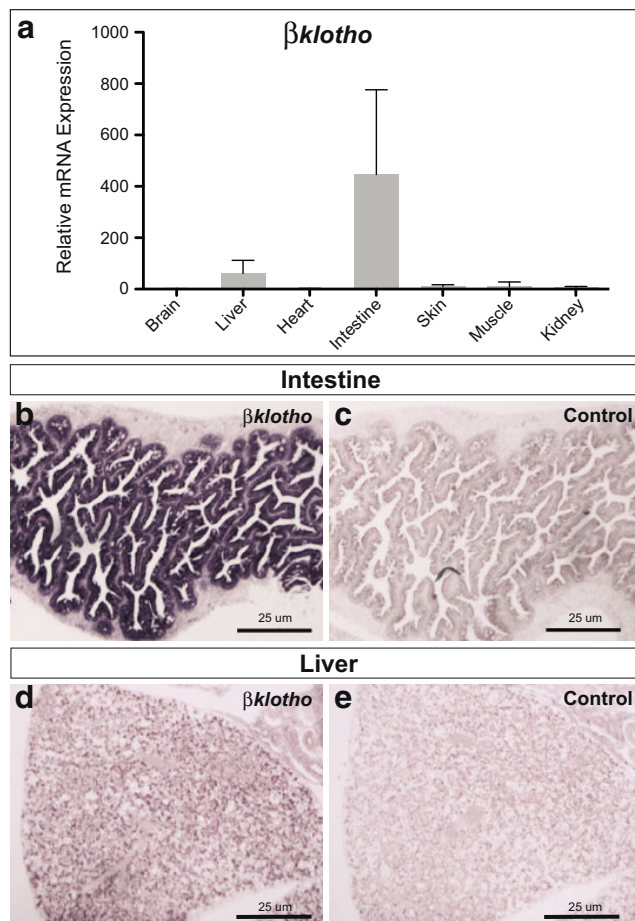 a
βklotho
Relative mRNA Expression
1000
800
600
400
200
0
Brain
Liver
Heart
Intestine
Skin
Muscle
Kidney
Intestine
b
βklotho
25 um
c
Control
25 um
Liver
d
βklotho
25 um
e
Control
25 um